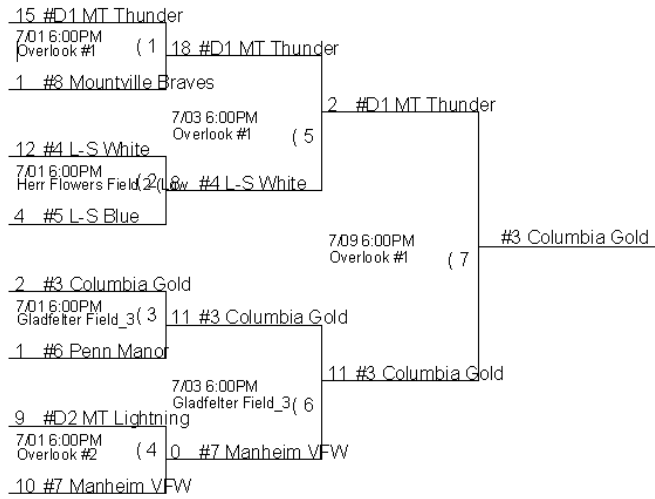 15 #D1 MT Thunder
7/01 6:00PM
Overlook #1
( 1
1 #8 Mountville Braves
18 #D1 MT Thunder
7/03 6:00PM
Overlook #1
( 5
12 #4 L-S White
7/01 6:00PM
Herr Flowers Field_2 (Low
( 2
4 #5 L-S Blue
8 #4 L-S White
2 #D1 MT Thunder
7/09 6:00PM
Overlook #1
( 7
#3 Columbia Gold
2 #3 Columbia Gold
7/01 6:00PM
Gladfelter Field_3
( 3
1 #6 Penn Manor
11 #3 Columbia Gold
7/03 6:00PM
Gladfelter Field_3
( 6
11 #3 Columbia Gold
9 #D2 MT Lightning
7/01 6:00PM
Overlook #2
( 4
10 #7 Manheim VFW
0 #7 Manheim VFW